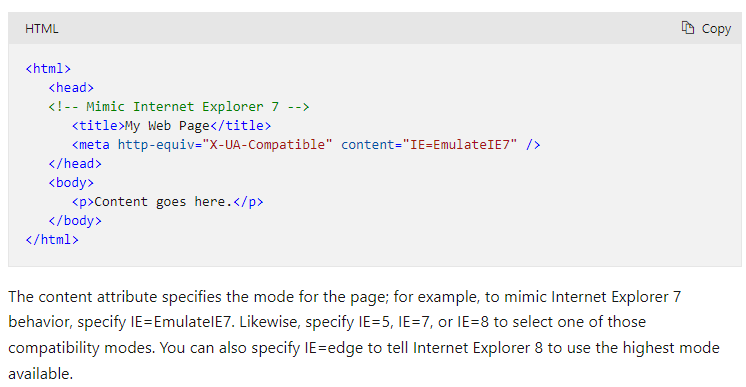 HTML
Copy
<html>
<head>
<!-- Mimic Internet Explorer 7 -->
<title>My Web Page</title>
<meta http-equiv="X-UA-Compatible" content="IE=EmulateIE7" />
</head>
<body>
<p>Content goes here.</p>
</body>
</html>
The content attribute specifies the mode for the page; for example, to mimic Internet Explorer 7
behavior, specify IE=EmulateIE7. Likewise, specify IE=5, IE=7, or IE=8 to select one of those
compatibility modes. You can also specify IE=edge to tell Internet Explorer 8 to use the highest mode
available.